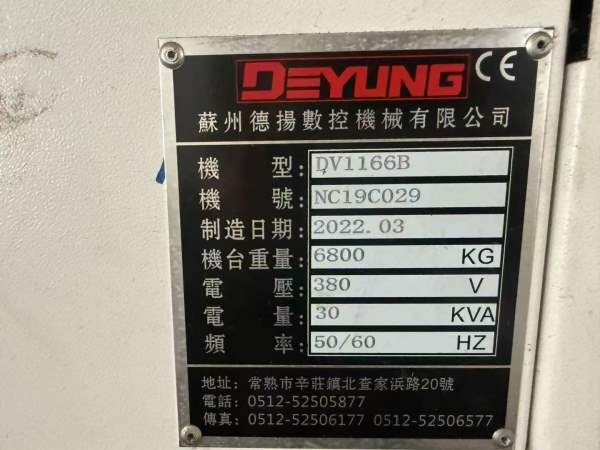 DEYUNG CE
蘇州德揚數控機械有限公司
機 型: DV1166B
機 號: NC19C029
制造日期: 2022.03
機台重量: 6800 KG
電 壓: 380 V
電 量: 30 KVA
頻 率: 50/60 HZ
地址: 常熟市辛莊鎮北查家浜路20號
電話: 0512-52505877
傳真: 0512-52506177 0512-52506577